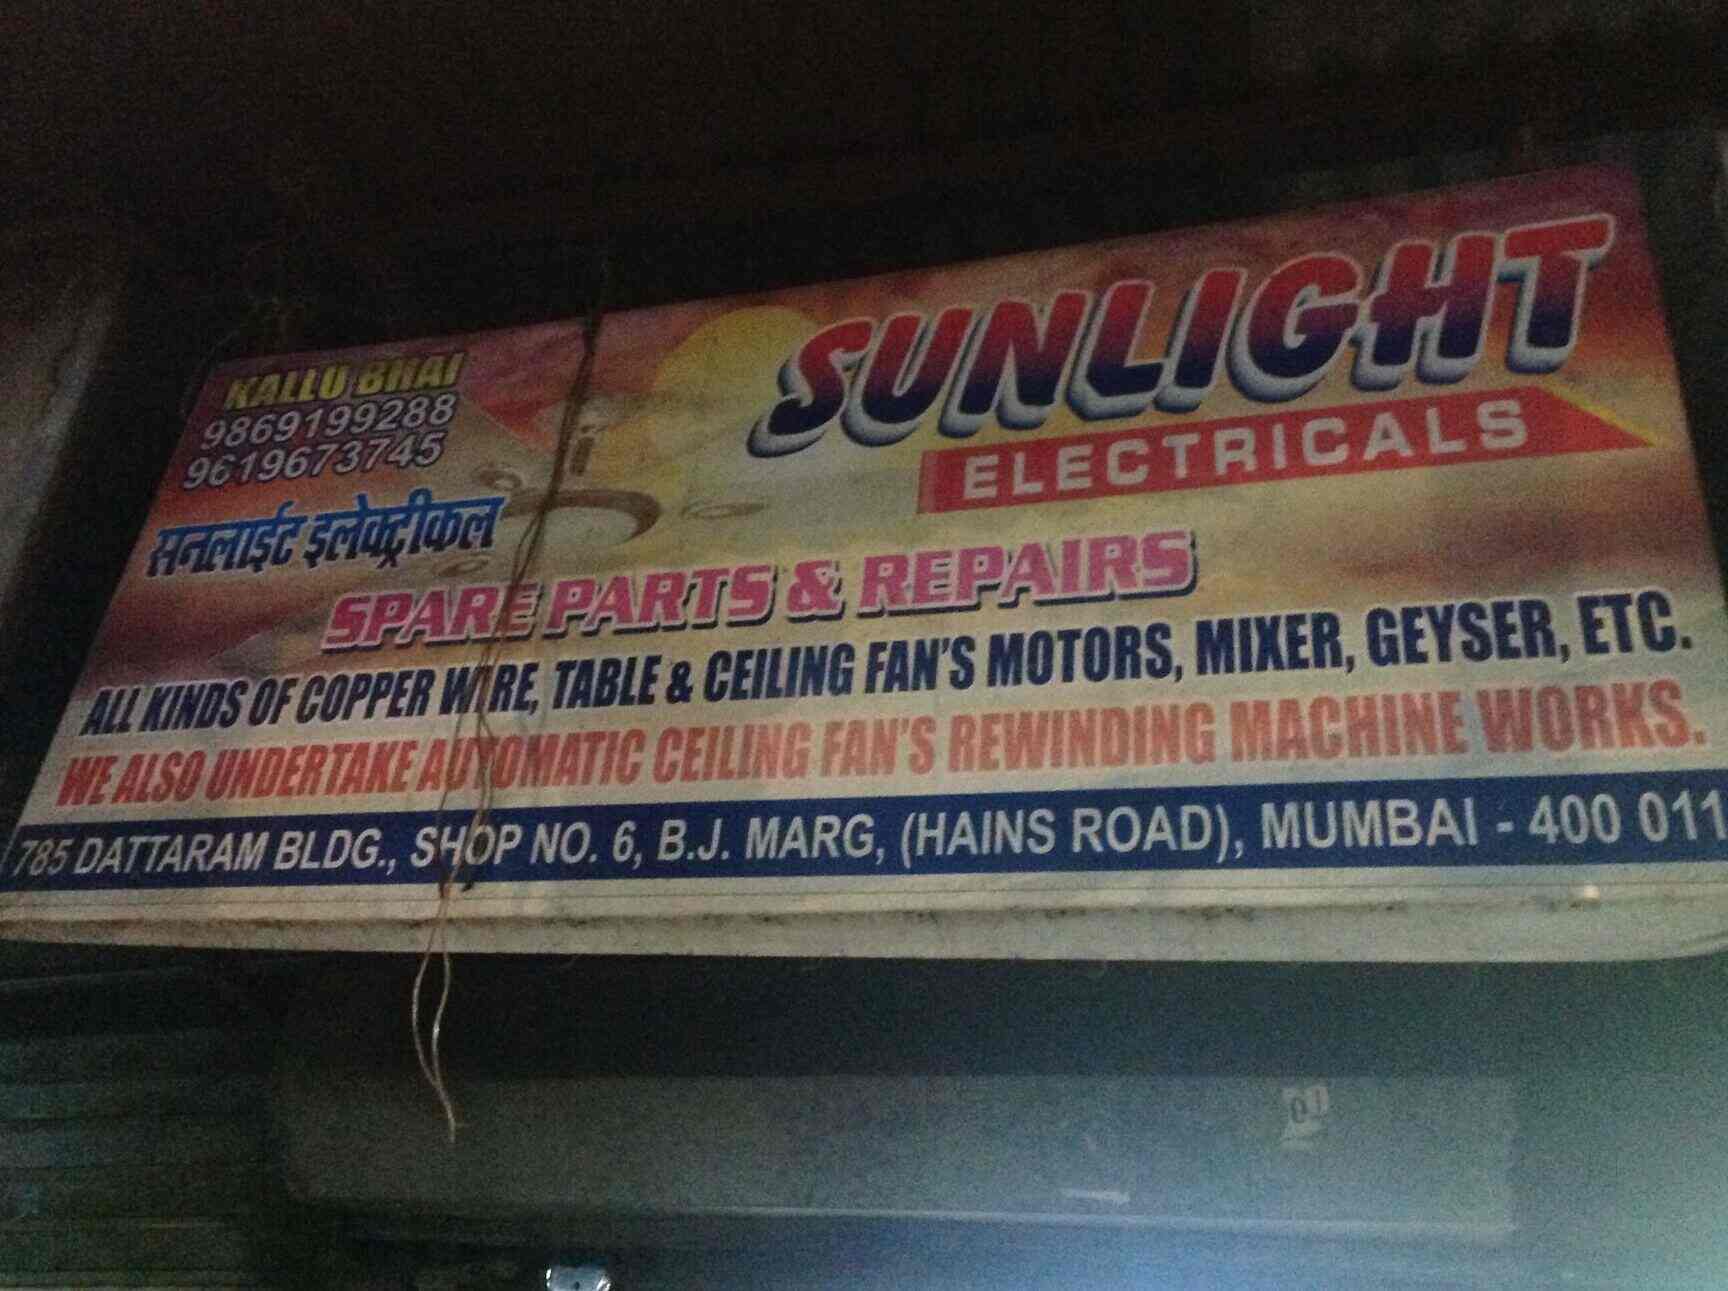 KALLU BHAI
9869199288
9619673745
सनलाईट इलेक्ट्रीकल
SUNLIGHT
ELECTRICALS
SPARE PARTS & REPAIRS
ALL KINDS OF COPPER WIRE, TABLE & CEILING FAN'S MOTORS, MIXER, GEYSER, ETC.
WE ALSO UNDERTAKE AUTOMATIC CEILING FAN'S REWINDING MACHINE WORKS.
785 DATTARAM BLDG., SHOP NO. 6, B.J. MARG, (HAINS ROAD), MUMBAI - 400 011